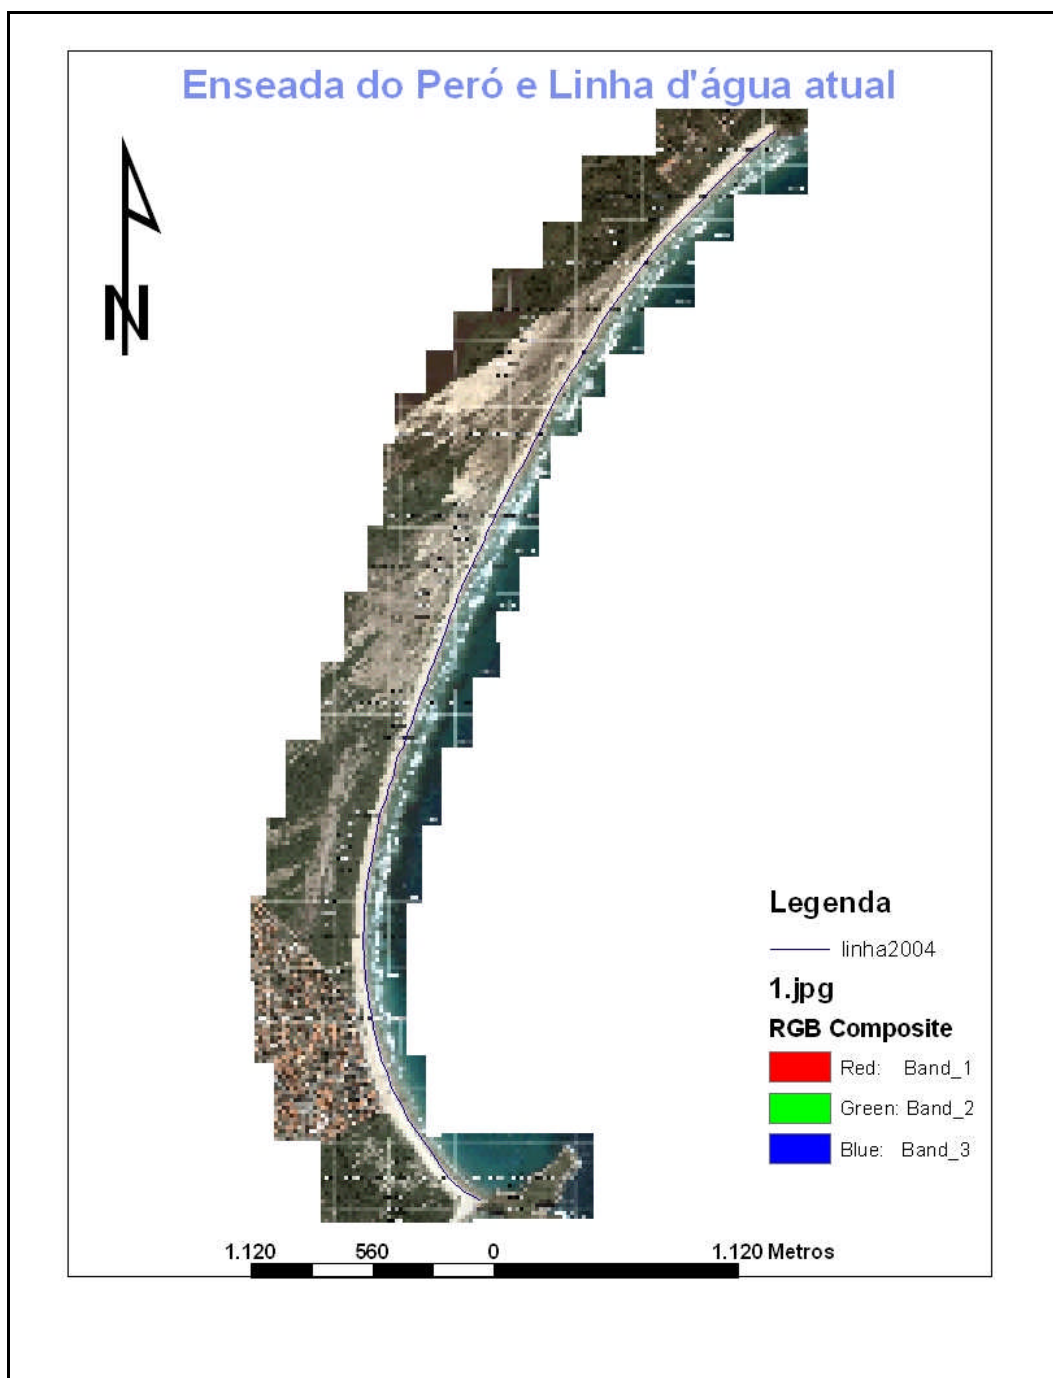 Enseada do Peró e Linha d'água atual
N
Legenda
linha2004
1.jpg
RGB Composite
Red: Band_1
Green: Band_2
Blue: Band_3
1.120 560 0 1.120 Metros